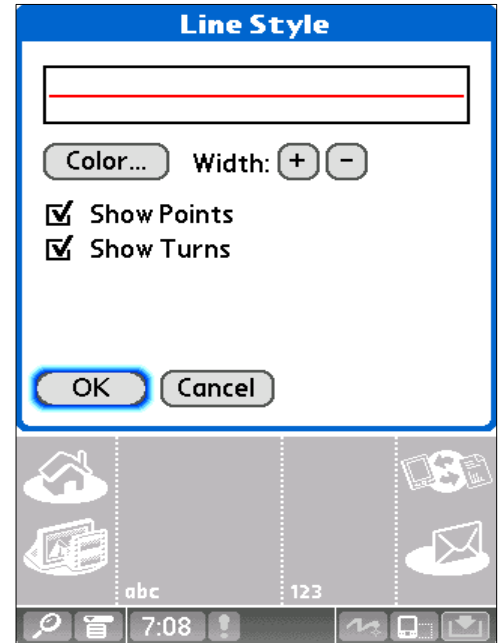 Line Style
Color... Width: + -
Show Points
Show Turns
OK Cancel
abc 123
7:08